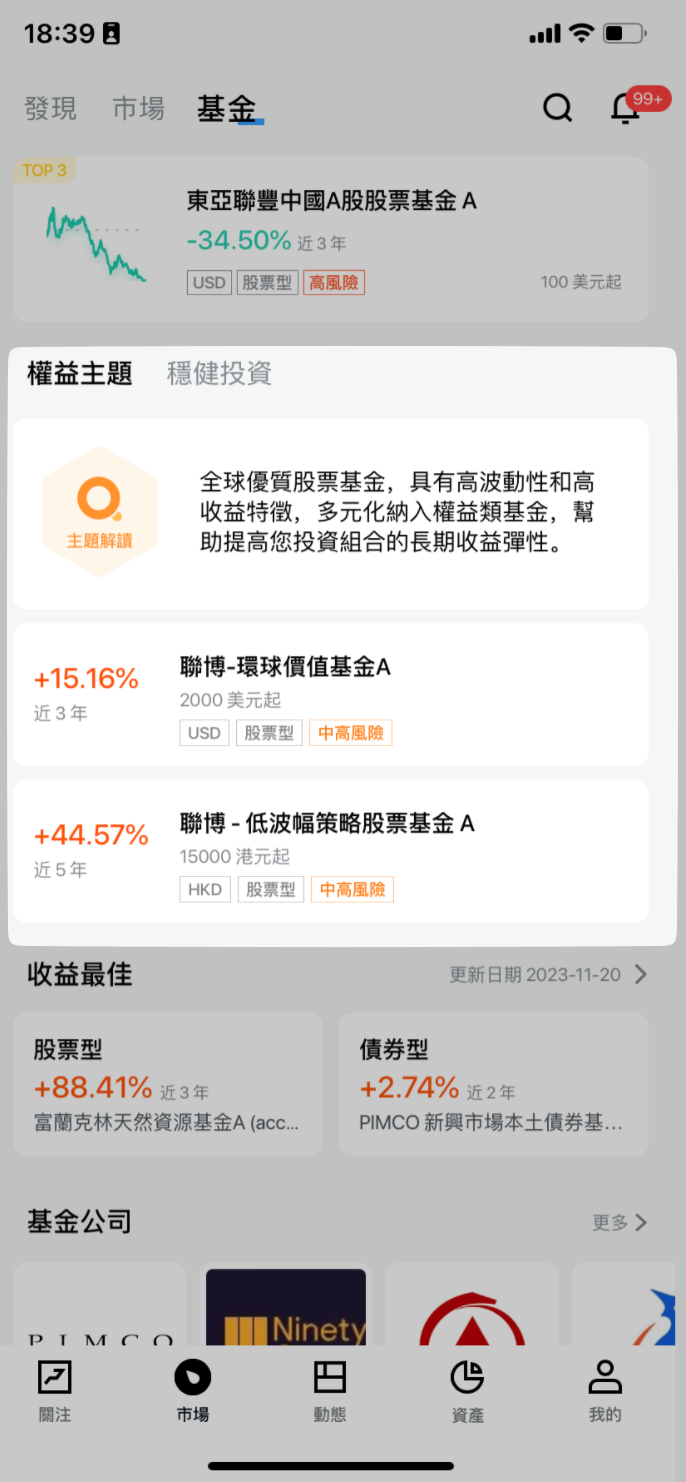 18:39
發現 市場 基金 99+
TOP 3
東亞聯豐中國A股股票基金 A
-34.50% 近 3 年
USD 股票型 高風險 100 美元起
權益主題 穩健投資
主題解讀
全球優質股票基金，具有高波動性和高
收益特徵，多元化納入權益類基金，幫
助提高您投資組合的長期收益彈性。
+15.16%
近 3 年
聯博-環球價值基金A
2000 美元起
USD 股票型 中高風險
+44.57%
近 5 年
聯博 - 低波幅策略股票基金 A
15000 港元起
HKD 股票型 中高風險
收益最佳 更新日期 2023-11-20
股票型
+88.41% 近 3 年
富蘭克林天然資源基金A (acc...
債券型
+2.74% 近 2 年
PIMCO 新興市場本土債券基...
基金公司 更多
PIMCO
Ninety
關注 市場 動態 資產 我的